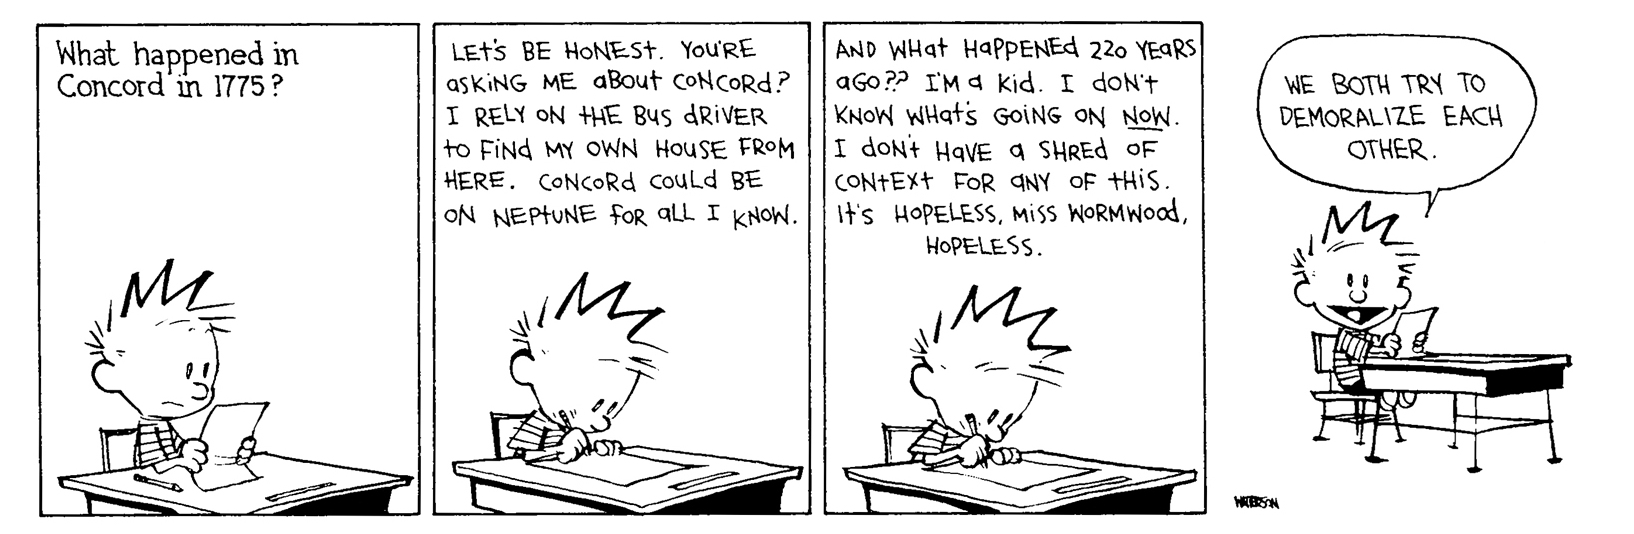 What happened in
Concord in 1775?
LET'S BE HONEST. YOU'RE
ASKING ME ABOUT CONCORD?
I RELY ON THE BUS DRIVER
TO FIND MY OWN HOUSE FROM
HERE. CONCORD COULD BE
ON NEPTUNE FOR ALL I KNOW.
AND WHAT HAPPENED 220 YEARS
AGO?? I'M A KID. I DON'T
KNOW WHAT'S GOING ON NOW.
I DON'T HAVE A SHRED OF
CONTEXT FOR ANY OF THIS.
IT'S HOPELESS, MISS WORMWOOD,
HOPELESS.
WE BOTH TRY TO
DEMORALIZE EACH
OTHER.
WATTERSON